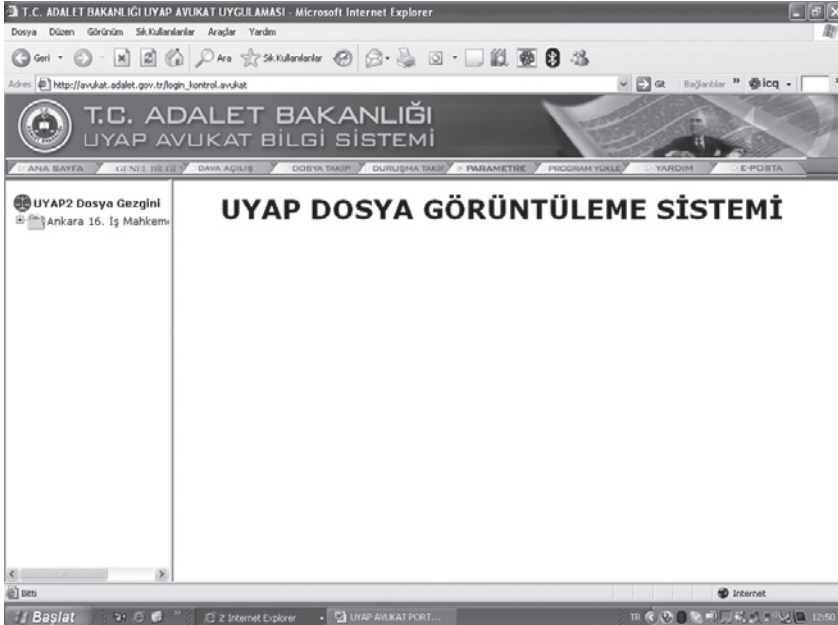 T.C. ADALET BAKANLIĞI UYAP AVUKAT UYGULAMASI - Microsoft Internet Explorer
Dosya Düzen Görünüm Sık Kullanılanlar Araçlar Yardım
Geri Ara Sık Kullanılanlar
Adres http://avukat.adalet.gov.tr/login_kontrol.avukat Git Bağlantılar » icq
T.C. ADALET BAKANLIĞI
UYAP AVUKAT BİLGİ SİSTEMİ
ANA SAYFA GENEL BİLGİ DAVA AÇILIŞ DOSYA TAKİP DURUŞMA TAKİP PARAMETRE PROGRAM YÜKLE YARDIM E-POSTA
UYAP2 Dosya Gezgini
Ankara 16. İş Mahkeme
UYAP DOSYA GÖRÜNTÜLEME SİSTEMİ
Bitti Internet
Başlat » 2 Internet Explorer UYAP AVUKAT PORT... TR 12:50